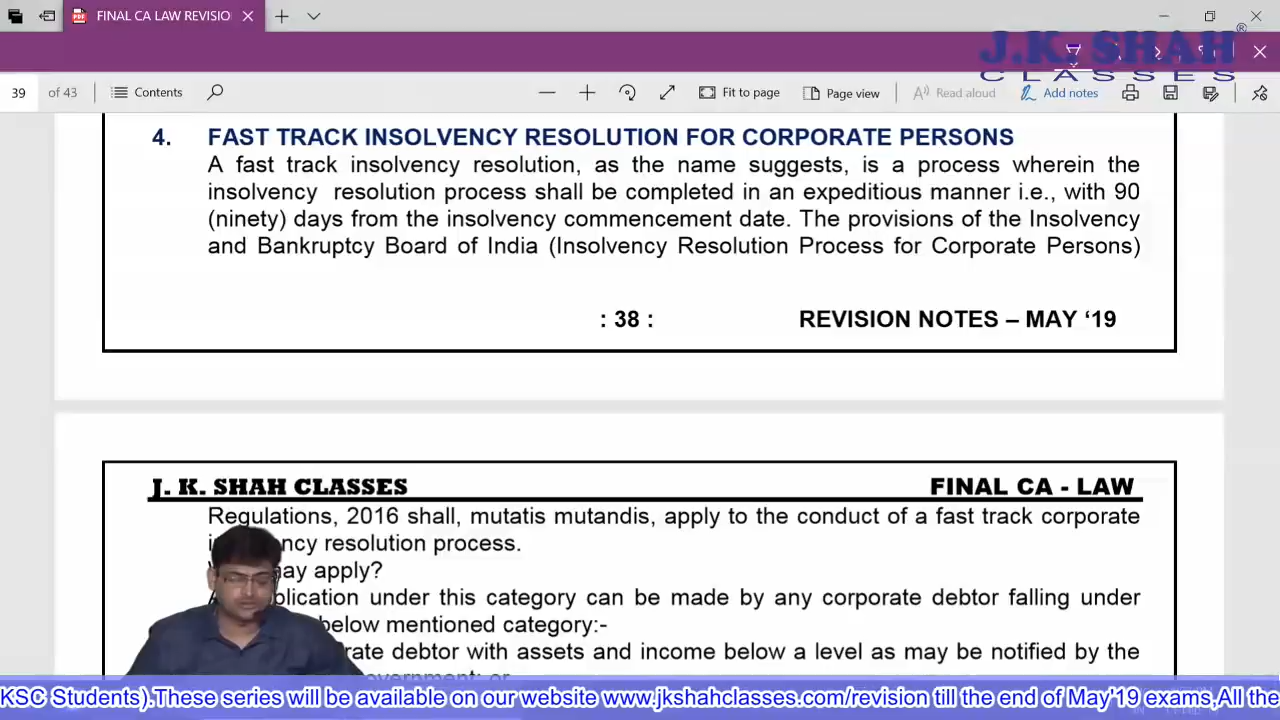 FINAL CA LAW REVISIO
J.K. SHAH®
CLASSES
39 of 43 Contents Fit to page Page view Read aloud Add notes
4. FAST TRACK INSOLVENCY RESOLUTION FOR CORPORATE PERSONS
A fast track insolvency resolution, as the name suggests, is a process wherein the
insolvency resolution process shall be completed in an expeditious manner i.e., with 90
(ninety) days from the insolvency commencement date. The provisions of the Insolvency
and Bankruptcy Board of India (Insolvency Resolution Process for Corporate Persons)
: 38 : REVISION NOTES – MAY ‘19
J. K. SHAH CLASSES FINAL CA - LAW
Regulations, 2016 shall, mutatis mutandis, apply to the conduct of a fast track corporate
ncy resolution process.
may apply?
plication under this category can be made by any corporate debtor falling under
below mentioned category:-
rate debtor with assets and income below a level as may be notified by the
KSC Students).These series will be available on our website www.jkshahclasses.com/revision till the end of May'19 exams,All the